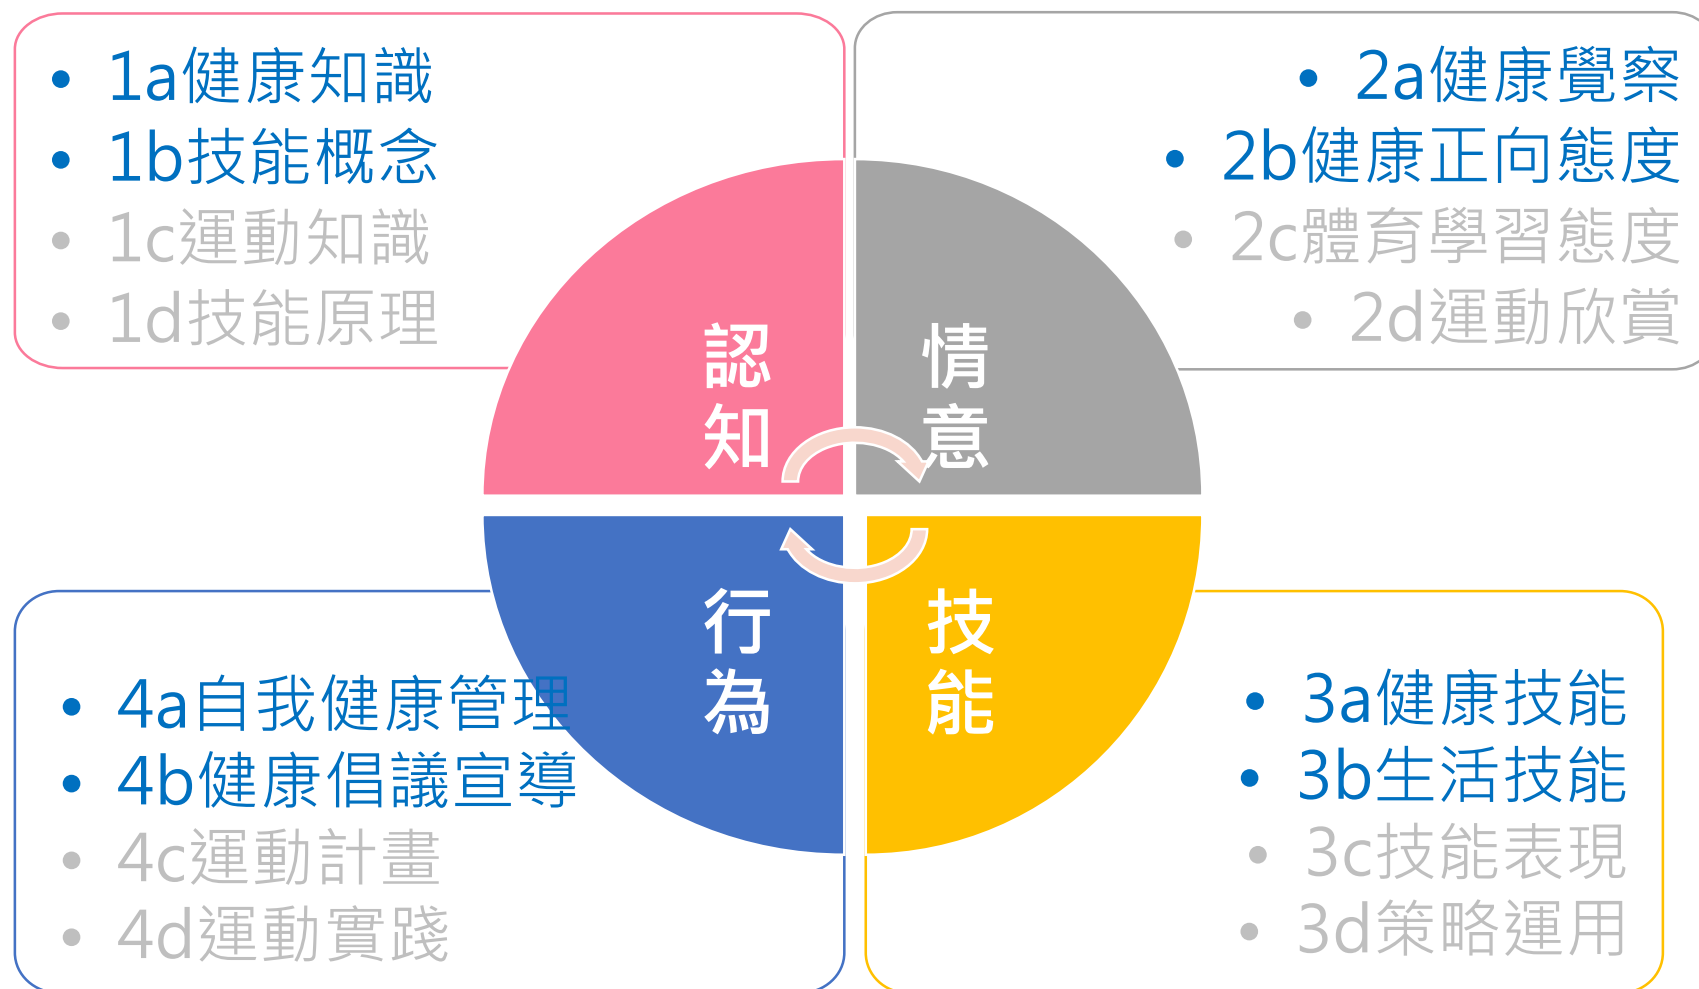 • 1a健康知識
• 1b技能概念
• 1c運動知識
• 1d技能原理
• 2a健康覺察
• 2b健康正向態度
• 2c體育學習態度
• 2d運動欣賞
認知
情意
行為
技能
• 4a自我健康管理
• 4b健康倡議宣導
• 4c運動計畫
• 4d運動實踐
• 3a健康技能
• 3b生活技能
• 3c技能表現
• 3d策略運用